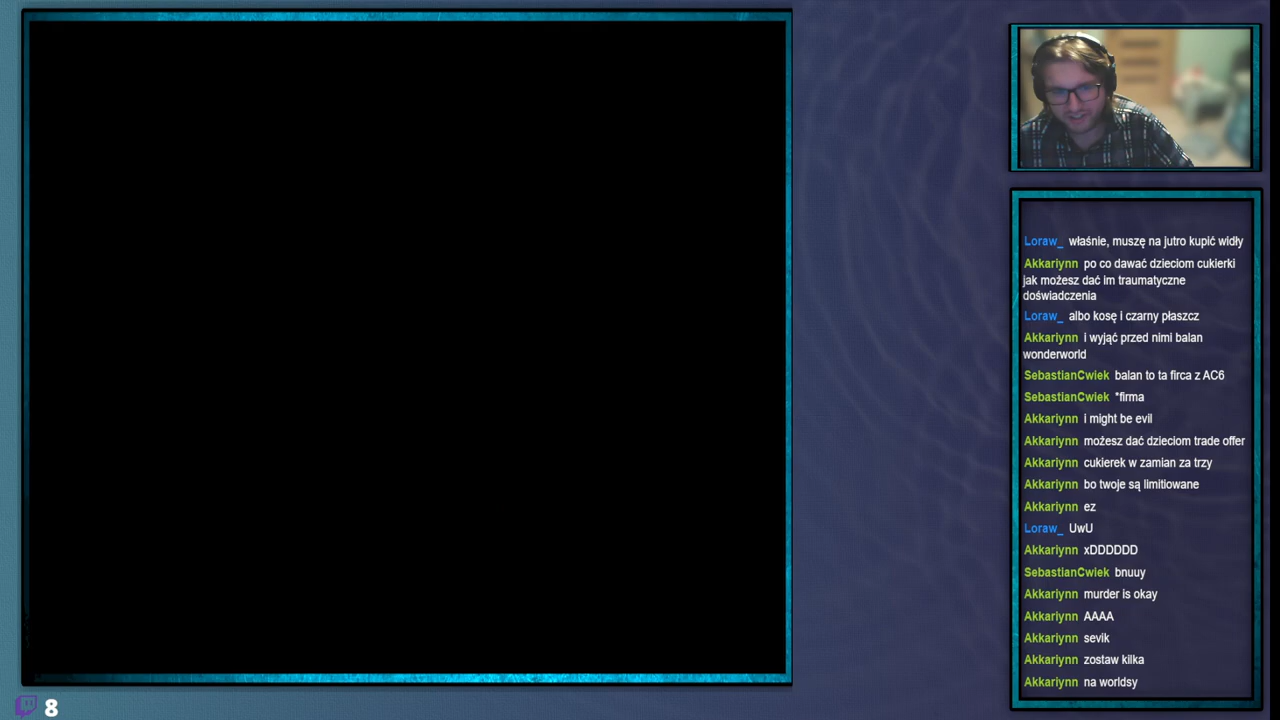 Loraw_ właśnie, muszę na jutro kupić widły
Akkariynn po co dawać dzieciom cukierki
jak możesz dać im traumatyczne
doświadczenia
Loraw_ albo kosę i czarny płaszcz
Akkariynn i wyjąć przed nimi balan
wonderworld
SebastianCwiek balan to ta firca z AC6
SebastianCwiek *firma
Akkariynn i might be evil
Akkariynn możesz dać dzieciom trade offer
Akkariynn cukierek w zamian za trzy
Akkariynn bo twoje są limitiowane
Akkariynn ez
Loraw_ UwU
Akkariynn xDDDDDD
SebastianCwiek bnuuy
Akkariynn murder is okay
Akkariynn AAAA
Akkariynn sevik
Akkariynn zostaw kilka
Akkariynn na worldsy
8